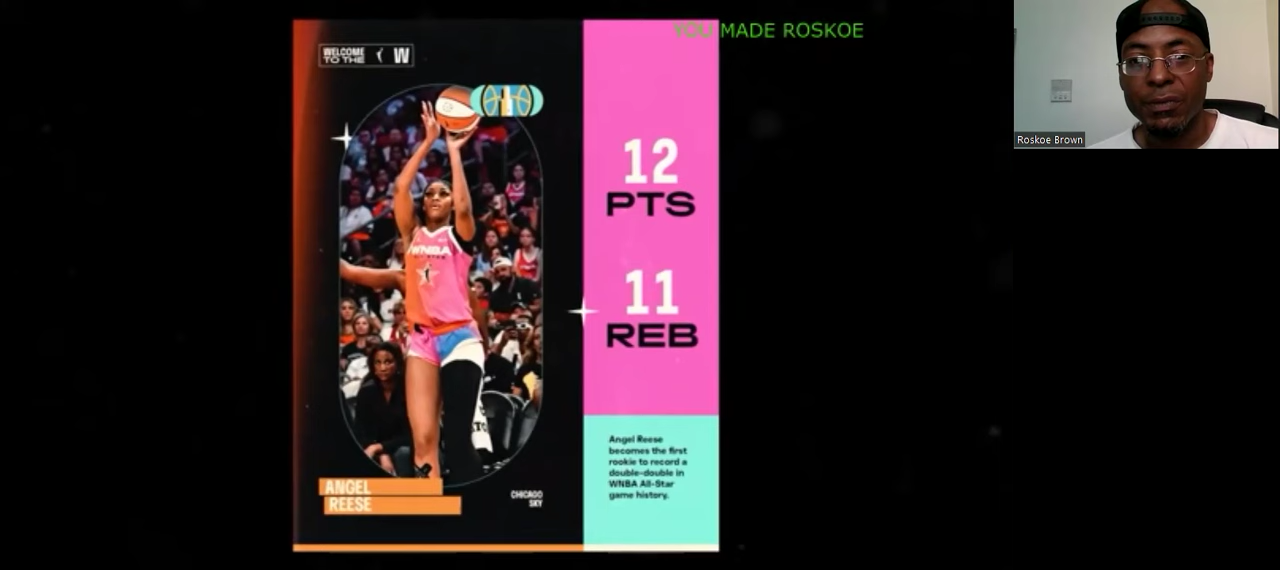 YOU MADE ROSKOE
WELCOME
TO THE
W
12
PTS
11
REB
Angel Reese
becomes the first
rookie to record a
double-double in
WNBA All-Star
game history.
WNBA
ANGEL
REESE
CHICAGO
SKY
Roskoe Brown